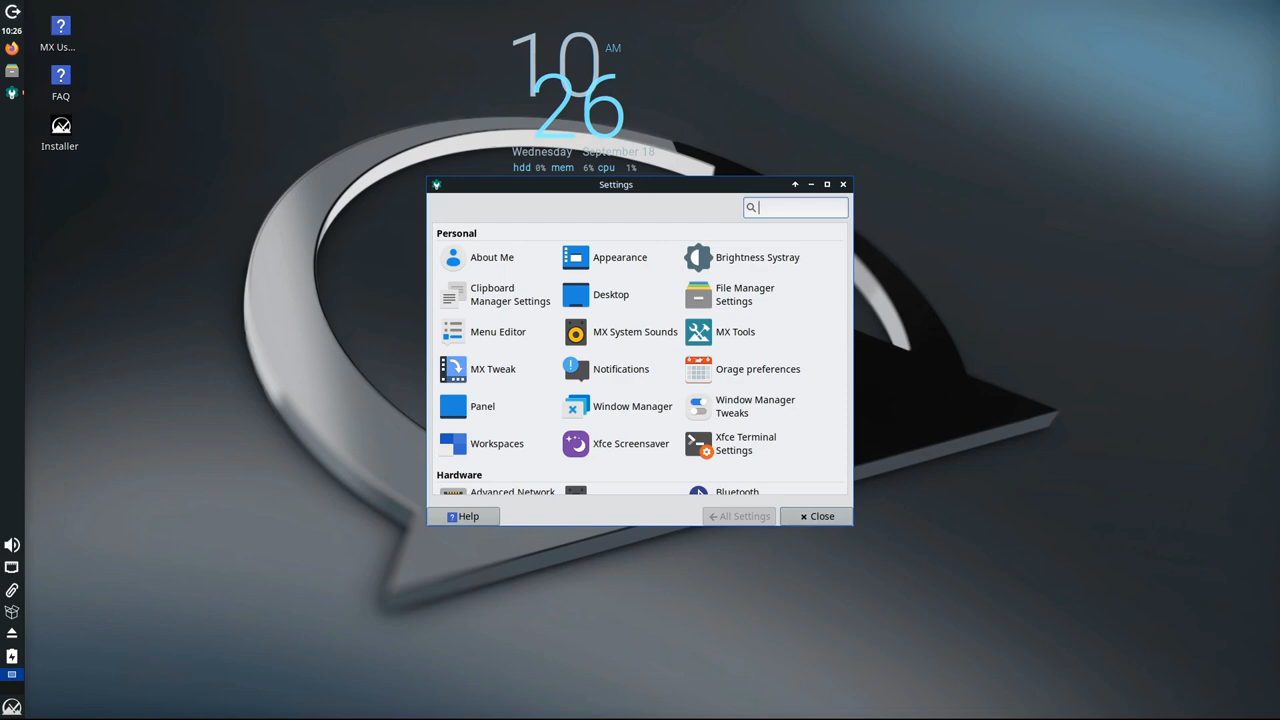 10:26
MX Us...
FAQ
Installer
10 AM
26
Wednesday September 18
hdd 0% mem 6% cpu 1%
Settings
Personal
About Me
Appearance
Brightness Systray
Clipboard
Manager Settings
Desktop
File Manager
Settings
Menu Editor
MX System Sounds
MX Tools
MX Tweak
Notifications
Orage preferences
Panel
Window Manager
Window Manager
Tweaks
Workspaces
Xfce Screensaver
Xfce Terminal
Settings
Hardware
Advanced Network
Bluetooth
Help
All Settings
Close